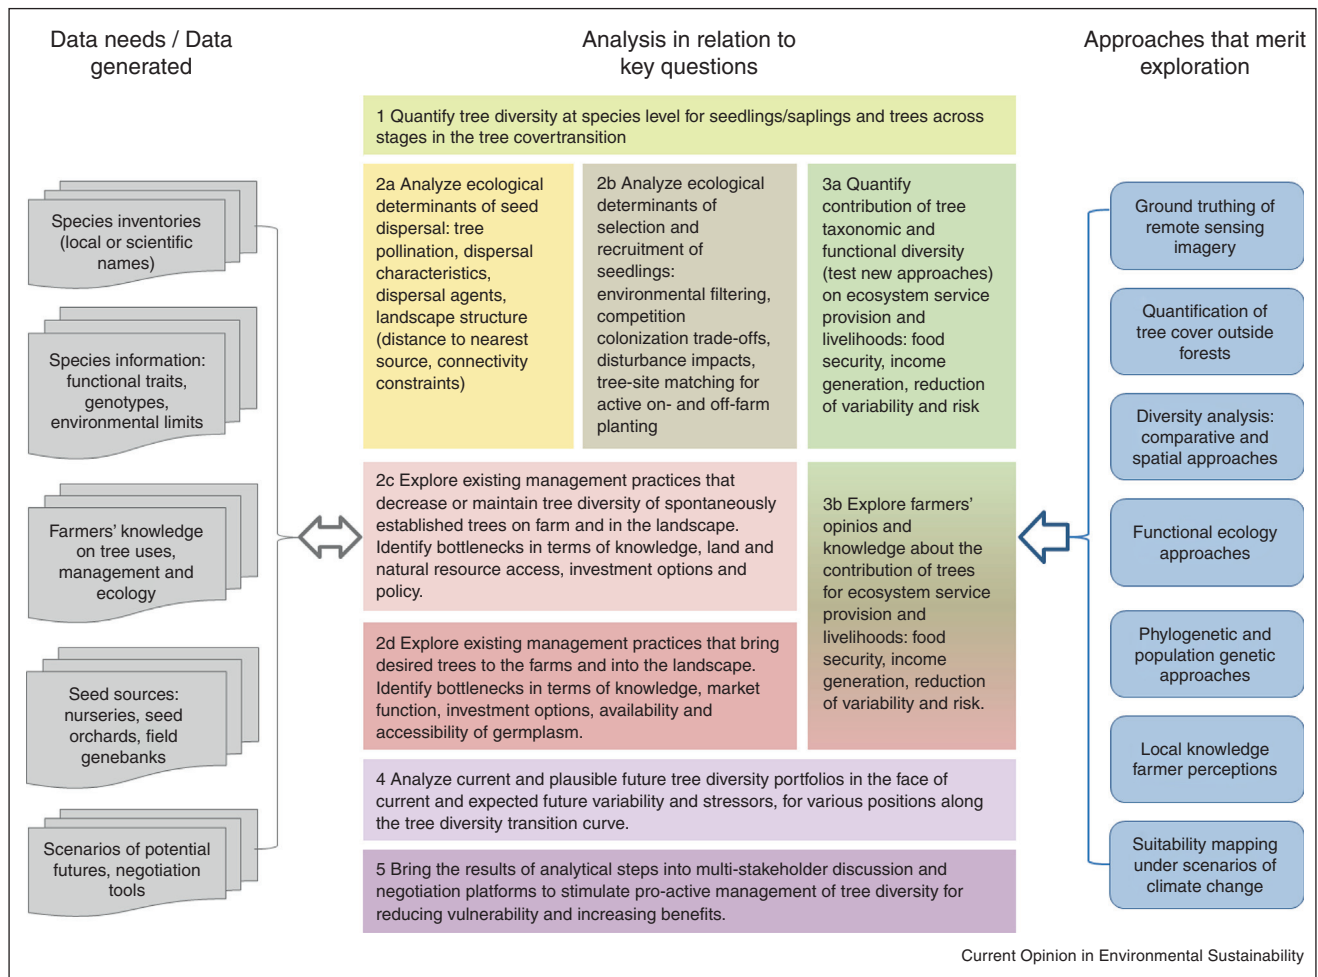 Data needs / Data
generated
Analysis in relation to
key questions
Approaches that merit
exploration
Species inventories
(local or scientific
names)
Species information:
functional traits,
genotypes,
environmental limits
Farmers' knowledge
on tree uses,
management and
ecology
Seed sources:
nurseries, seed
orchards, field
genebanks
Scenarios of potential
futures, negotiation
tools
1 Quantify tree diversity at species level for seedlings/saplings and trees across
stages in the tree covertransition
2a Analyze ecological
determinants of seed
dispersal: tree
pollination, dispersal
characteristics,
dispersal agents,
landscape structure
(distance to nearest
source, connectivity
constraints)
2b Analyze ecological
determinants of
selection and
recruitment of
seedlings:
environmental filtering,
competition
colonization trade-offs,
disturbance impacts,
tree-site matching for
active on- and off-farm
planting
3a Quantify
contribution of tree
taxonomic and
functional diversity
(test new approaches)
on ecosystem service
provision and
livelihoods: food
security, income
generation, reduction
of variability and risk
2c Explore existing management practices that
decrease or maintain tree diversity of spontaneously
established trees on farm and in the landscape.
Identify bottlenecks in terms of knowledge, land and
natural resource access, investment options and
policy.
3b Explore farmers'
opinios and
knowledge about the
contribution of trees
for ecosystem service
provision and
livelihoods: food
security, income
generation, reduction
of variability and risk.
2d Explore existing management practices that bring
desired trees to the farms and into the landscape.
Identify bottlenecks in terms of knowledge, market
function, investment options, availability and
accessibility of germplasm.
4 Analyze current and plausible future tree diversity portfolios in the face of
current and expected future variability and stressors, for various positions along
the tree diversity transition curve.
5 Bring the results of analytical steps into multi-stakeholder discussion and
negotiation platforms to stimulate pro-active management of tree diversity for
reducing vulnerability and increasing benefits.
Ground truthing of
remote sensing
imagery
Quantification of
tree cover outside
forests
Diversity analysis:
comparative and
spatial approaches
Functional ecology
approaches
Phylogenetic and
population genetic
approaches
Local knowledge
farmer perceptions
Suitability mapping
under scenarios of
climate change
Current Opinion in Environmental Sustainability